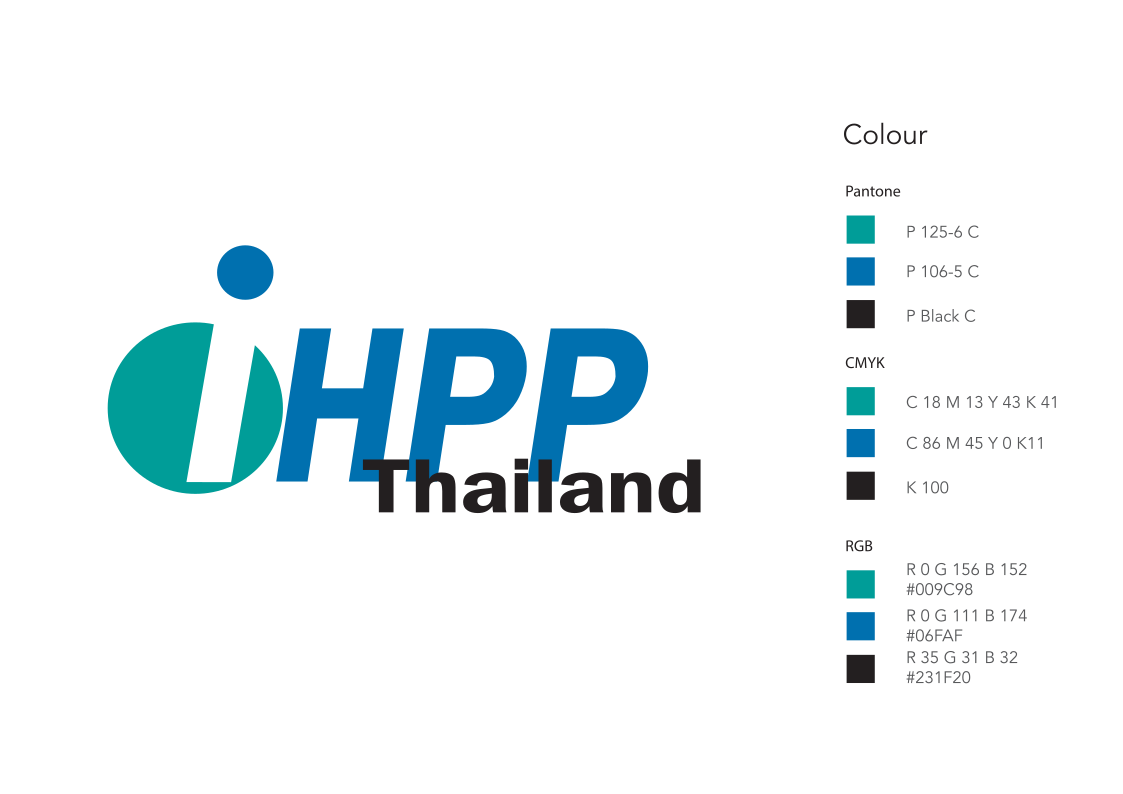 iHPP
Thailand
Colour
Pantone
P 125-6 C
P 106-5 C
P Black C
CMYK
C 18 M 13 Y 43 K 41
C 86 M 45 Y 0 K11
K 100
RGB
R 0 G 156 B 152
#009C98
R 0 G 111 B 174
#06FAF
R 35 G 31 B 32
#231F20